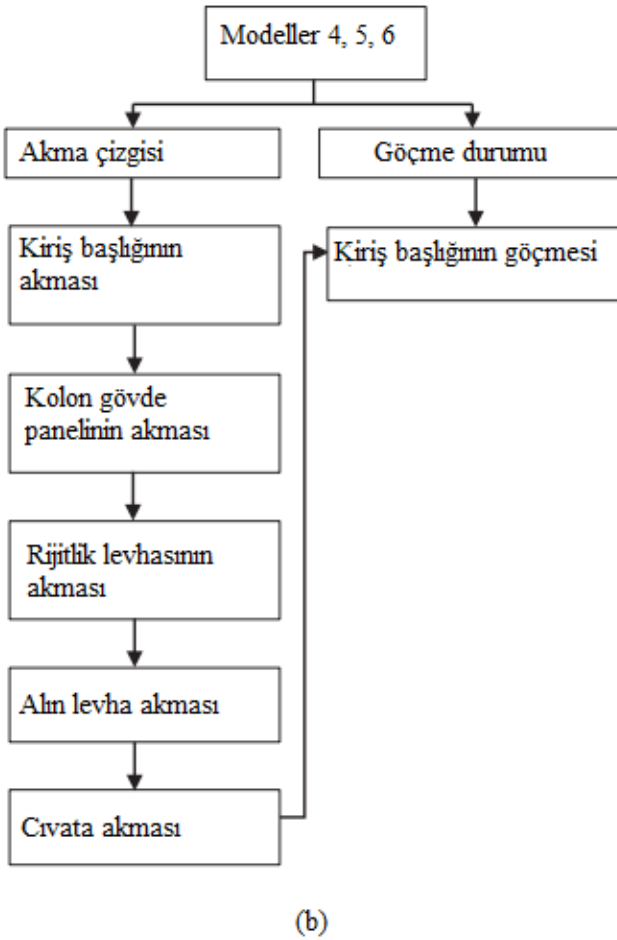 Modeller 4, 5, 6
Akma çizgisi
Göçme durumu
Kiriş başlığının
akması
Kiriş başlığının göçmesi
Kolon gövde
panelinin akması
Rijitlik levhasının
akması
Alın levha akması
Cıvata akması
(b)